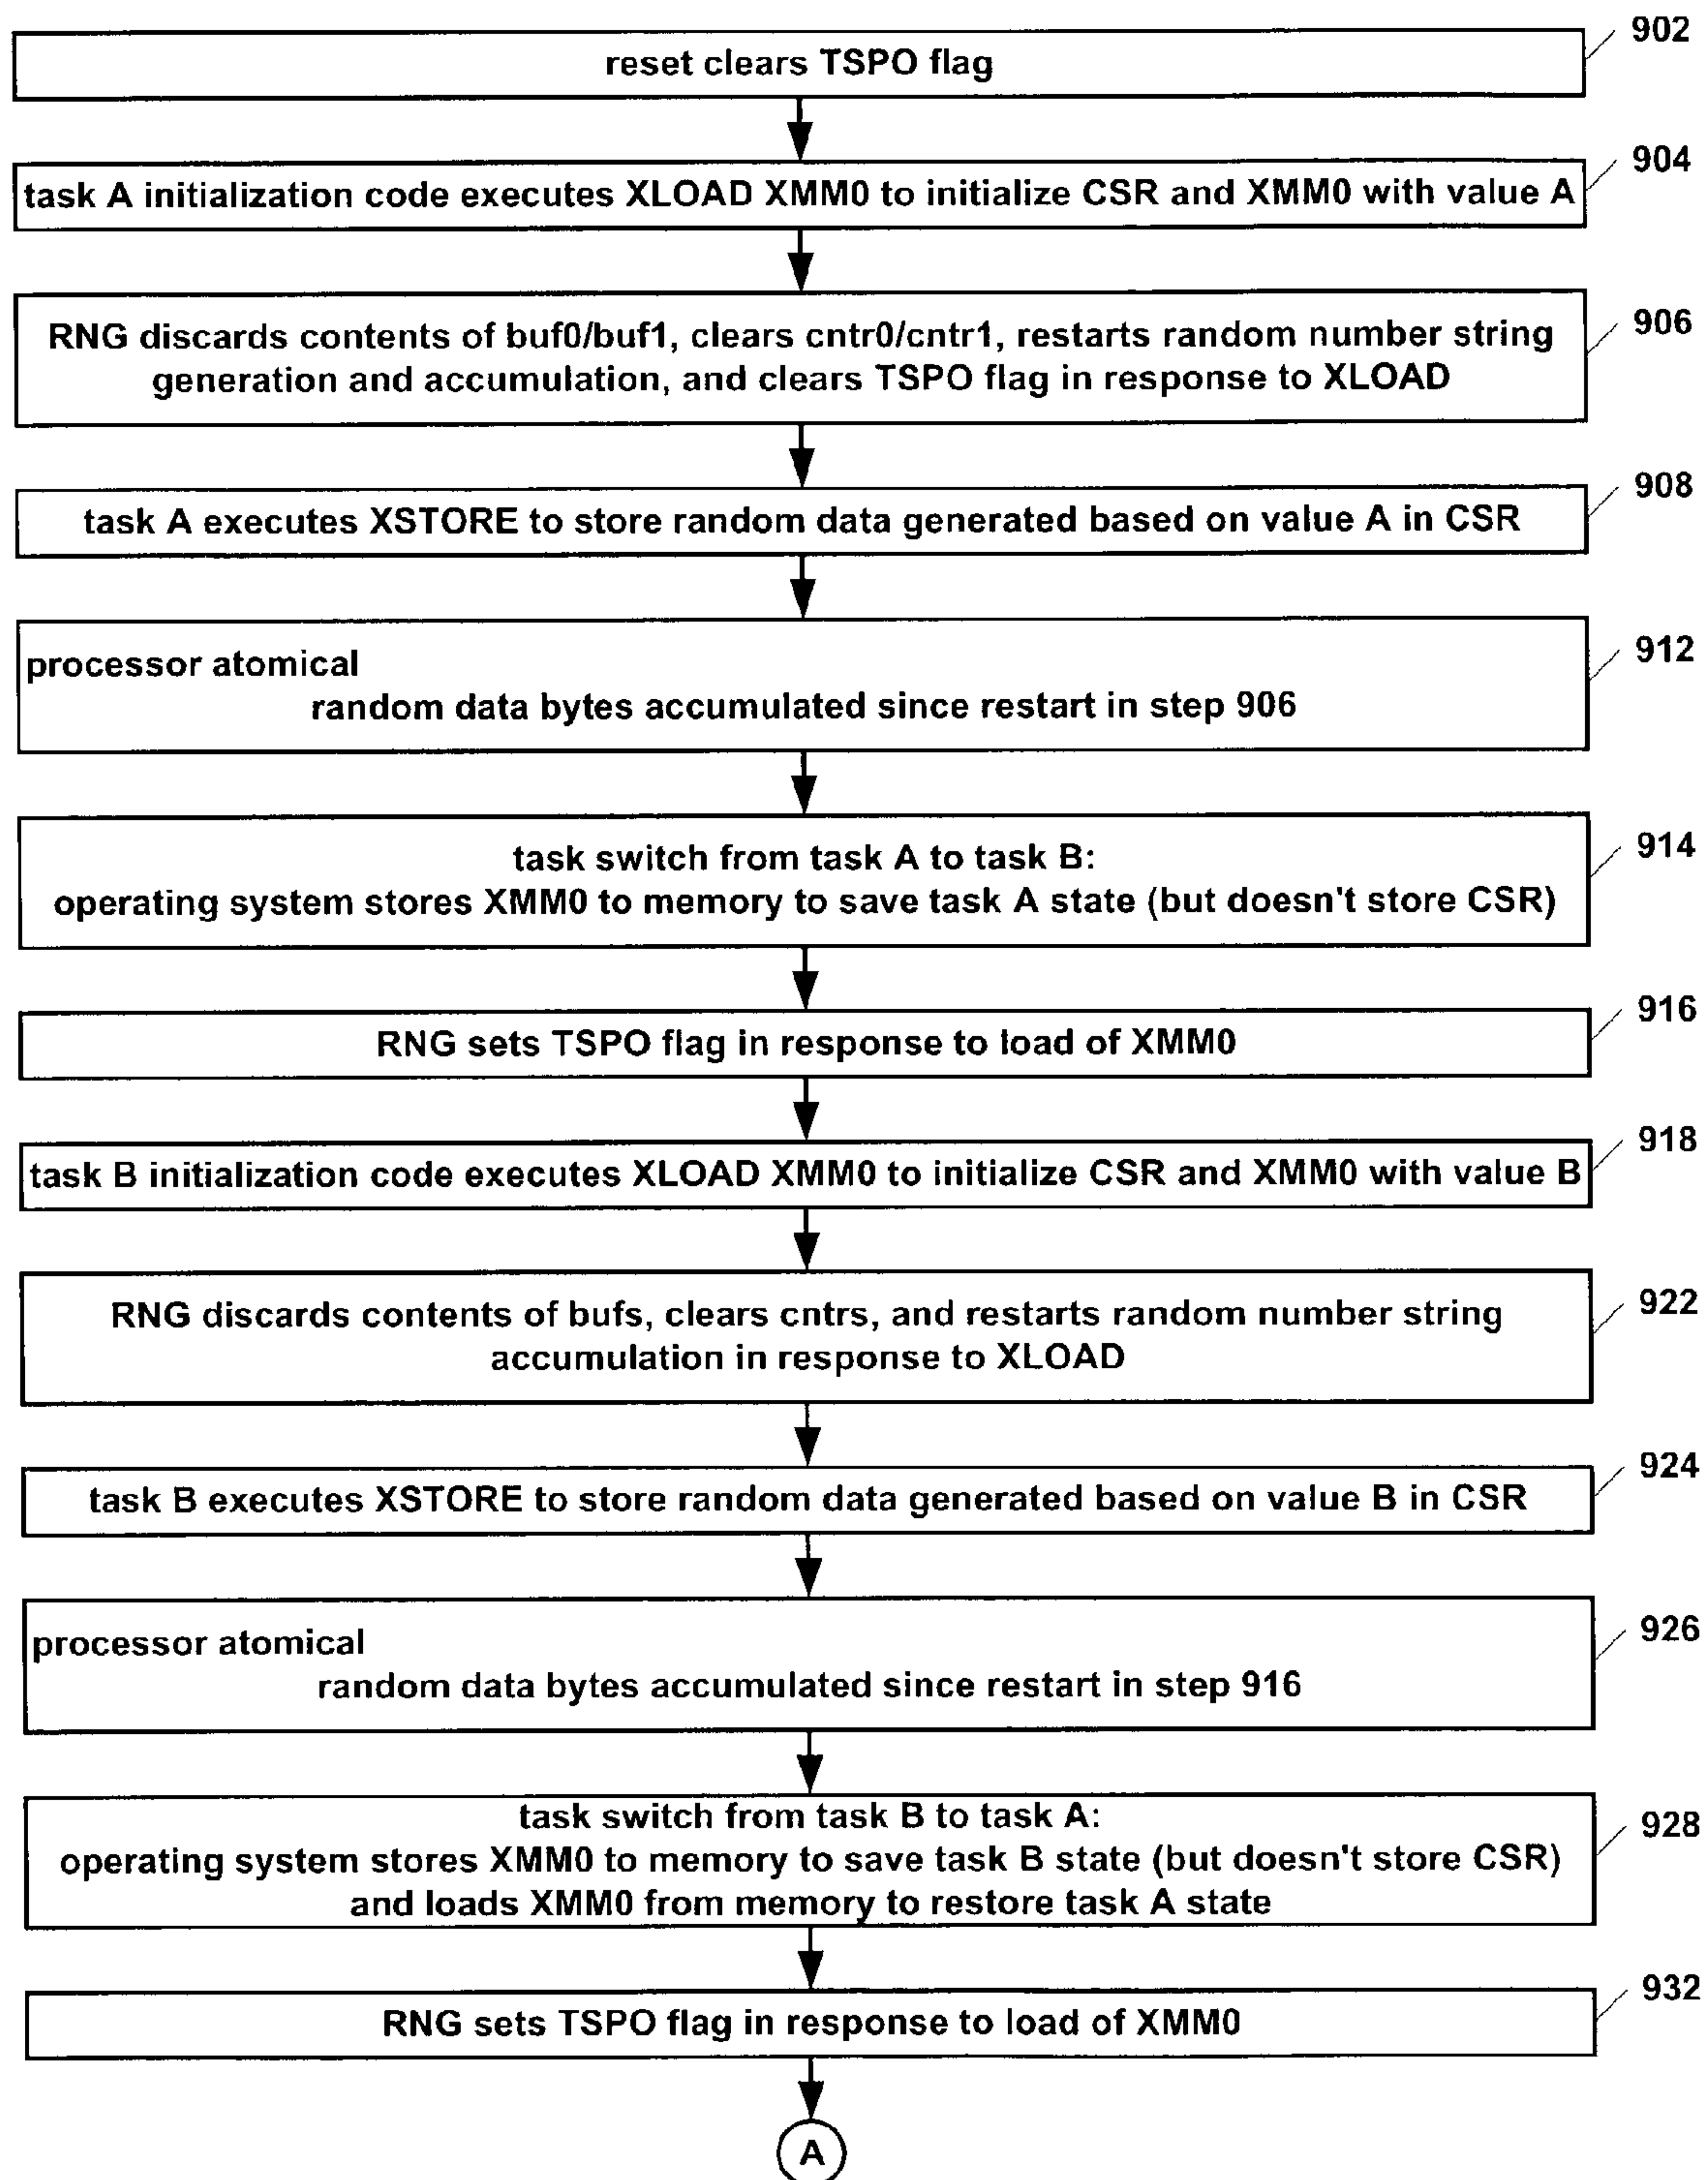 902
reset clears TSPO flag
904
task A initialization code executes XLOAD XMM0 to initialize CSR and XMM0 with value A
906
RNG discards contents of buf0/buf1, clears cntr0/cntr1, restarts random number string
generation and accumulation, and clears TSPO flag in response to XLOAD
908
task A executes XSTORE to store random data generated based on value A in CSR
912
processor atomical
random data bytes accumulated since restart in step 906
914
task switch from task A to task B:
operating system stores XMM0 to memory to save task A state (but doesn't store CSR)
916
RNG sets TSPO flag in response to load of XMM0
918
task B initialization code executes XLOAD XMM0 to initialize CSR and XMM0 with value B
922
RNG discards contents of bufs, clears cntrs, and restarts random number string
accumulation in response to XLOAD
924
task B executes XSTORE to store random data generated based on value B in CSR
926
processor atomical
random data bytes accumulated since restart in step 916
928
task switch from task B to task A:
operating system stores XMM0 to memory to save task B state (but doesn't store CSR)
and loads XMM0 from memory to restore task A state
932
RNG sets TSPO flag in response to load of XMM0
A